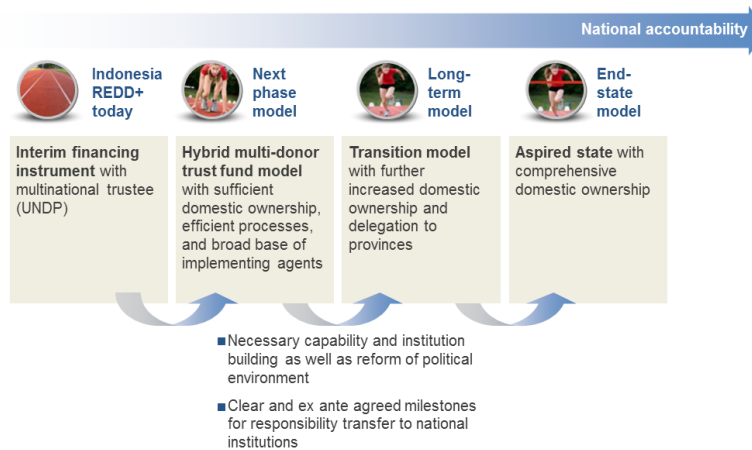 National accountability
Indonesia
REDD+
today
Next
phase
model
Long-
term
model
End-
state
model
Interim financing
instrument with
multinational trustee
(UNDP)
Hybrid multi-donor
trust fund model
with sufficient
domestic ownership,
efficient processes,
and broad base of
implementing agents
Transition model
with further
increased domestic
ownership and
delegation to
provinces
Aspired state with
comprehensive
domestic ownership
■Necessary capability and institution
building as well as reform of political
environment
■Clear and ex ante agreed milestones
for responsibility transfer to national
institutions